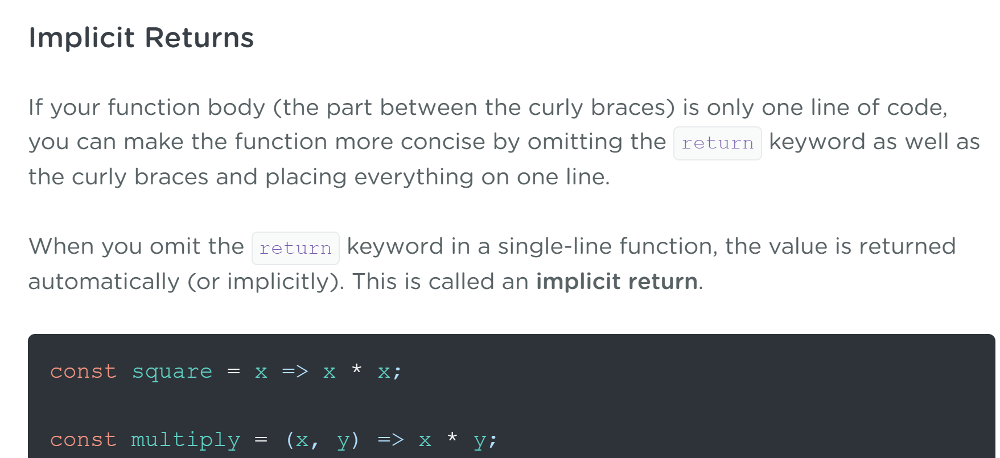 Implicit Returns
If your function body (the part between the curly braces) is only one line of code,
you can make the function more concise by omitting the return keyword as well as
the curly braces and placing everything on one line.
When you omit the return keyword in a single-line function, the value is returned
automatically (or implicitly). This is called an implicit return.
const square = x => x * x;
const multiply = (x, y) => x * y;